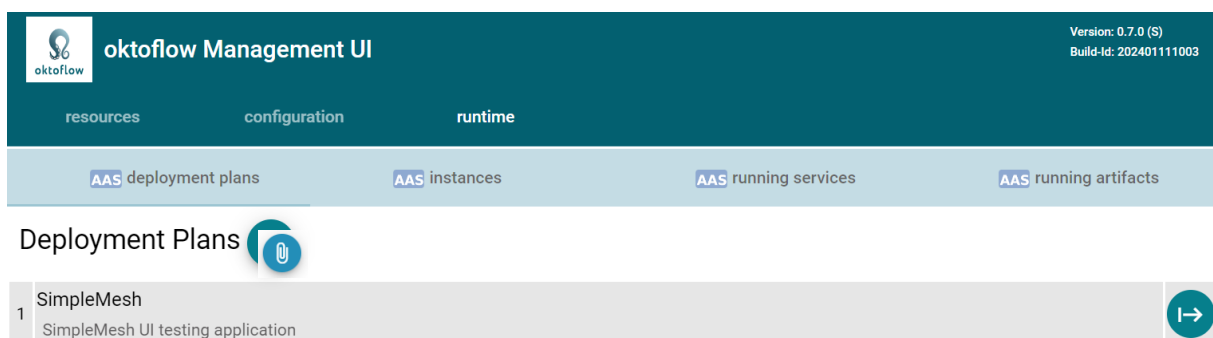 oktoflow
oktoflow Management UI
Version: 0.7.0 (S)
Build-Id: 202401111003
resources configuration runtime
AAS deployment plans AAS instances AAS running services AAS running artifacts
Deployment Plans
1
SimpleMesh
SimpleMesh UI testing application